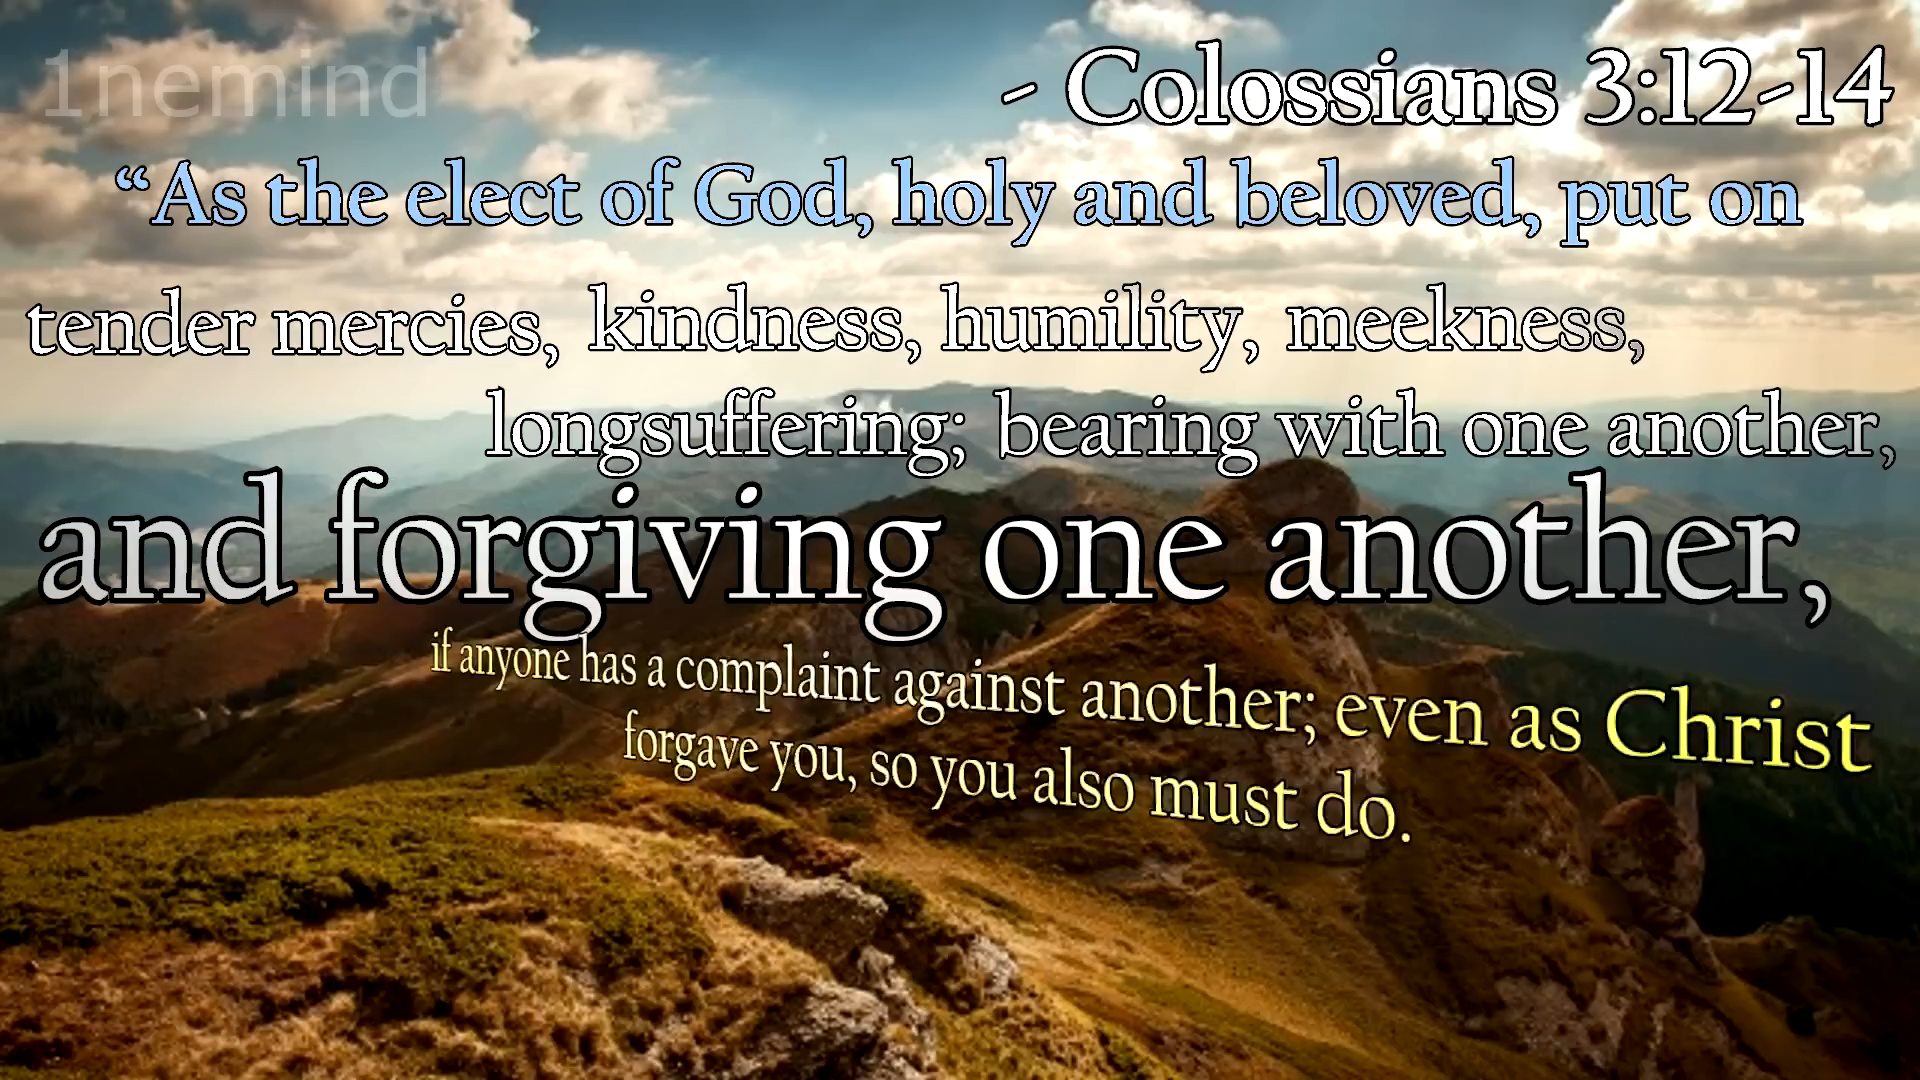 1nemind
- Colossians 3:12-14
“As the elect of God, holy and beloved, put on
tender mercies, kindness, humility, meekness,
longsuffering; bearing with one another,
and forgiving one another,
if anyone has a complaint against another; even as Christ
forgave you, so you also must do.